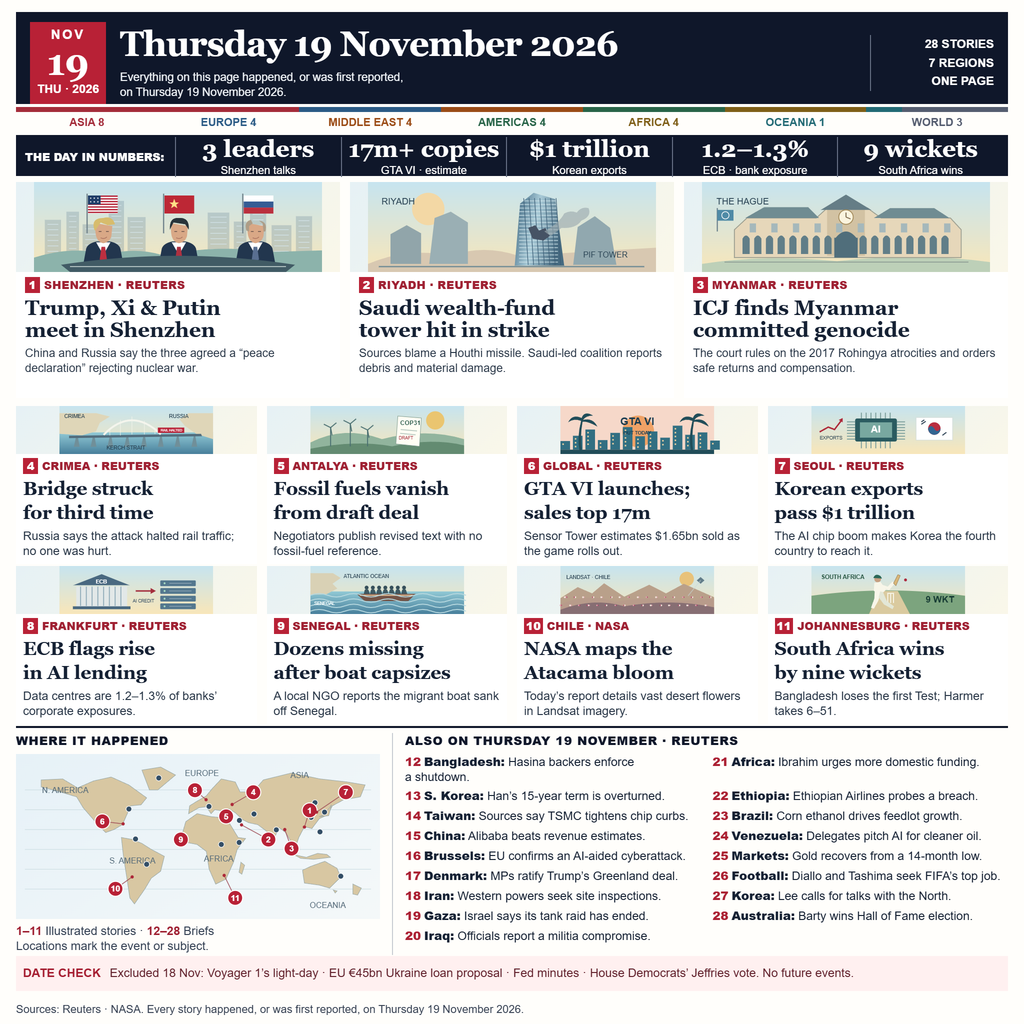 NOV
19
THU · 2026
Thursday 19 November 2026
Everything on this page happened, or was first reported,
on Thursday 19 November 2026.
28 STORIES
7 REGIONS
ONE PAGE
ASIA 8
EUROPE 4
MIDDLE EAST 4
AMERICAS 4
AFRICA 4
OCEANIA 1
WORLD 3
THE DAY IN NUMBERS:
3 leaders
Shenzhen talks
17m+ copies
GTA VI · estimate
$1 trillion
Korean exports
1.2–1.3%
ECB · bank exposure
9 wickets
South Africa wins
1 SHENZHEN · REUTERS
Trump, Xi & Putin
meet in Shenzhen
China and Russia say the three agreed a “peace
declaration” rejecting nuclear war.
RIYADH
PIF TOWER
2 RIYADH · REUTERS
Saudi wealth-fund
tower hit in strike
Sources blame a Houthi missile. Saudi-led coalition reports
debris and material damage.
THE HAGUE
3 MYANMAR · REUTERS
ICJ finds Myanmar
committed genocide
The court rules on the 2017 Rohingya atrocities and orders
safe returns and compensation.
CRIMEA
RUSSIA
RAIL HALTED
KERCH STRAIT
4 CRIMEA · REUTERS
Bridge struck
for third time
Russia says the attack halted rail traffic;
no one was hurt.
COP31
DRAFT
5 ANTALYA · REUTERS
Fossil fuels vanish
from draft deal
Negotiators publish revised text with no
fossil-fuel reference.
GTA VI
6 GLOBAL · REUTERS
GTA VI launches;
sales top 17m
Sensor Tower estimates $1.65bn sold as
the game rolls out.
EXPORTS
AI
7 SEOUL · REUTERS
Korean exports
pass $1 trillion
The AI chip boom makes Korea the fourth
country to reach it.
ECB
AI CREDIT
8 FRANKFURT · REUTERS
ECB flags rise
in AI lending
Data centres are 1.2–1.3% of banks’
corporate exposures.
ATLANTIC OCEAN
SENEGAL
9 SENEGAL · REUTERS
Dozens missing
after boat capsizes
A local NGO reports the migrant boat sank
off Senegal.
LANDSAT · CHILE
10 CHILE · NASA
NASA maps the
Atacama bloom
Today’s report details vast desert flowers
in Landsat imagery.
SOUTH AFRICA
9 WKT
11 JOHANNESBURG · REUTERS
South Africa wins
by nine wickets
Bangladesh loses the first Test; Harmer
takes 6–51.
WHERE IT HAPPENED
N. AMERICA
EUROPE
ASIA
S. AMERICA
AFRICA
OCEANIA
8
4
7
1
6
5
9
2
3
10
11
1–11 Illustrated stories · 12–28 Briefs
Locations mark the event or subject.
ALSO ON THURSDAY 19 NOVEMBER · REUTERS
12 Bangladesh: Hasina backers enforce
a shutdown.
13 S. Korea: Han’s 15-year term is overturned.
14 Taiwan: Sources say TSMC tightens chip curbs.
15 China: Alibaba beats revenue estimates.
16 Brussels: EU confirms an AI-aided cyberattack.
17 Denmark: MPs ratify Trump’s Greenland deal.
18 Iran: Western powers seek site inspections.
19 Gaza: Israel says its tank raid has ended.
20 Iraq: Officials report a militia compromise.
21 Africa: Ibrahim urges more domestic funding.
22 Ethiopia: Ethiopian Airlines probes a breach.
23 Brazil: Corn ethanol drives feedlot growth.
24 Venezuela: Delegates pitch AI for cleaner oil.
25 Markets: Gold recovers from a 14-month low.
26 Football: Diallo and Tashima seek FIFA’s top job.
27 Korea: Lee calls for talks with the North.
28 Australia: Barty wins Hall of Fame election.
DATE CHECK Excluded 18 Nov: Voyager 1’s light-day · EU €45bn Ukraine loan proposal · Fed minutes · House Democrats’ Jeffries vote. No future events.
Sources: Reuters · NASA. Every story happened, or was first reported, on Thursday 19 November 2026.